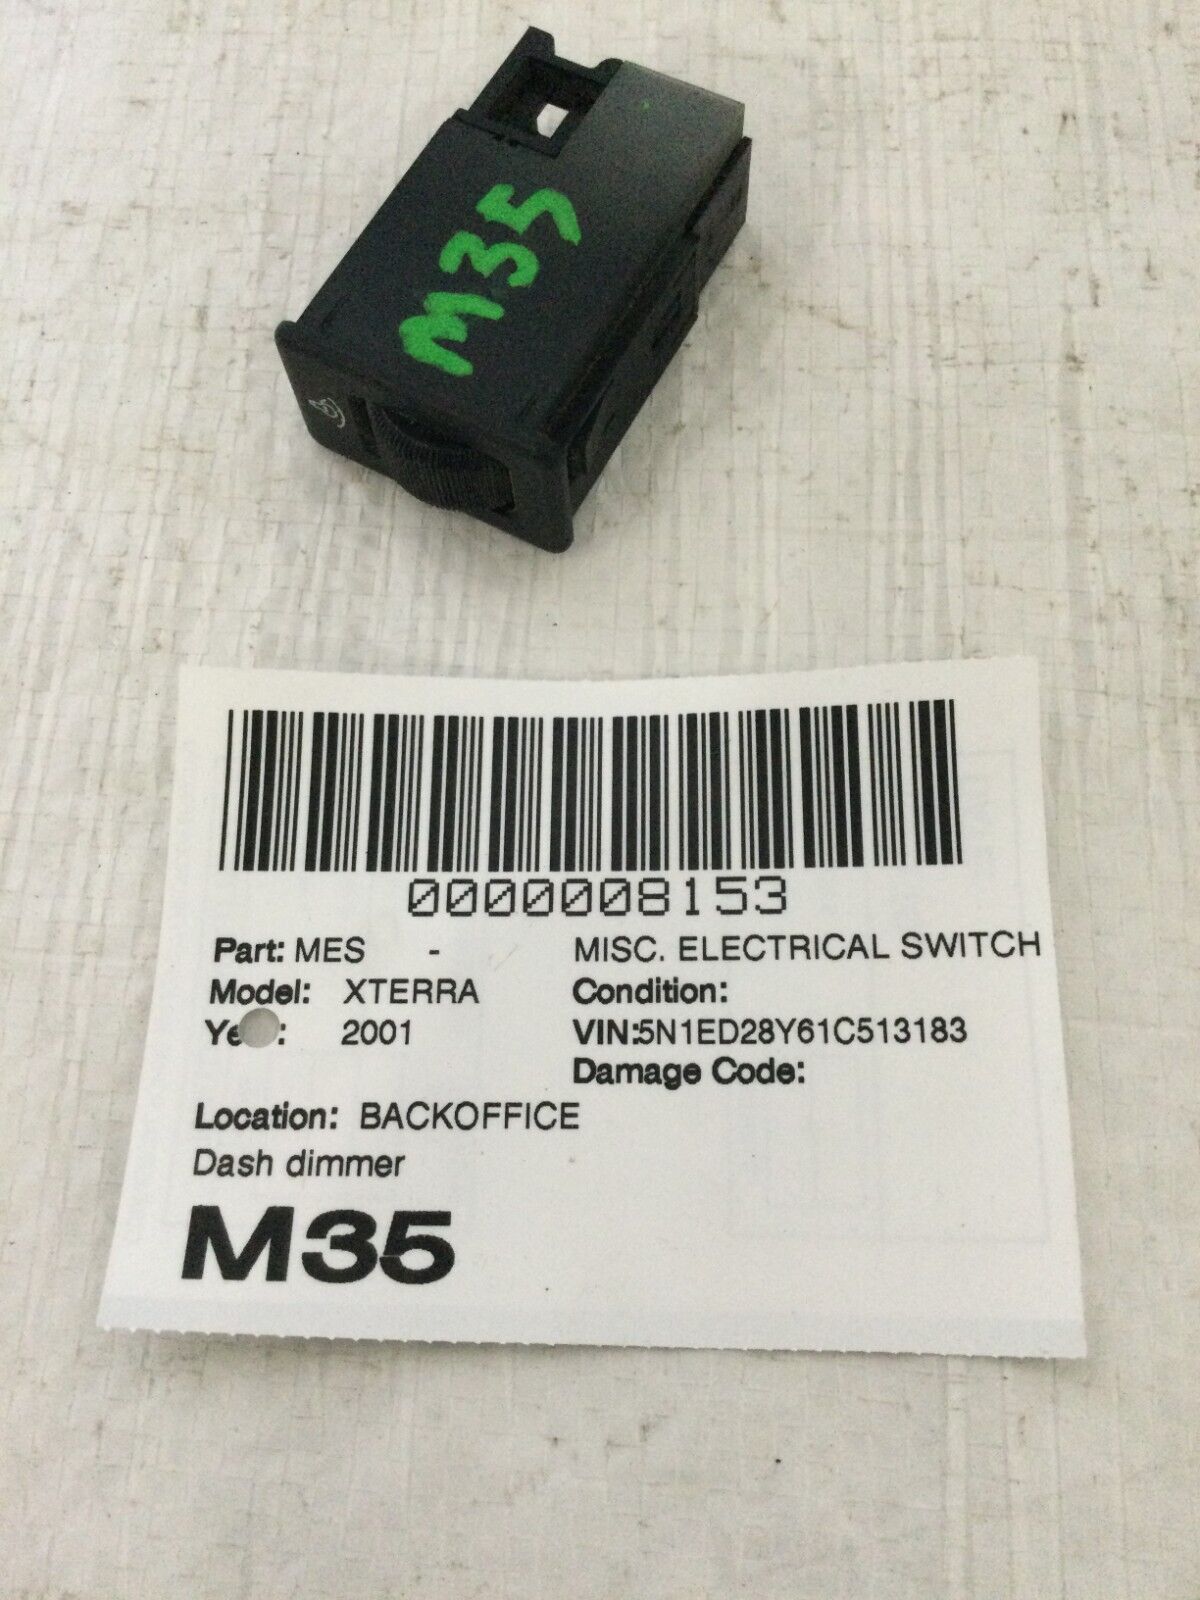 M35
0000008153
Part: MES - MISC. ELECTRICAL SWITCH
Model: XTERRA Condition:
Ye : 2001 VIN:5N1ED28Y61C513183
Damage Code:
Location: BACKOFFICE
Dash dimmer
M35